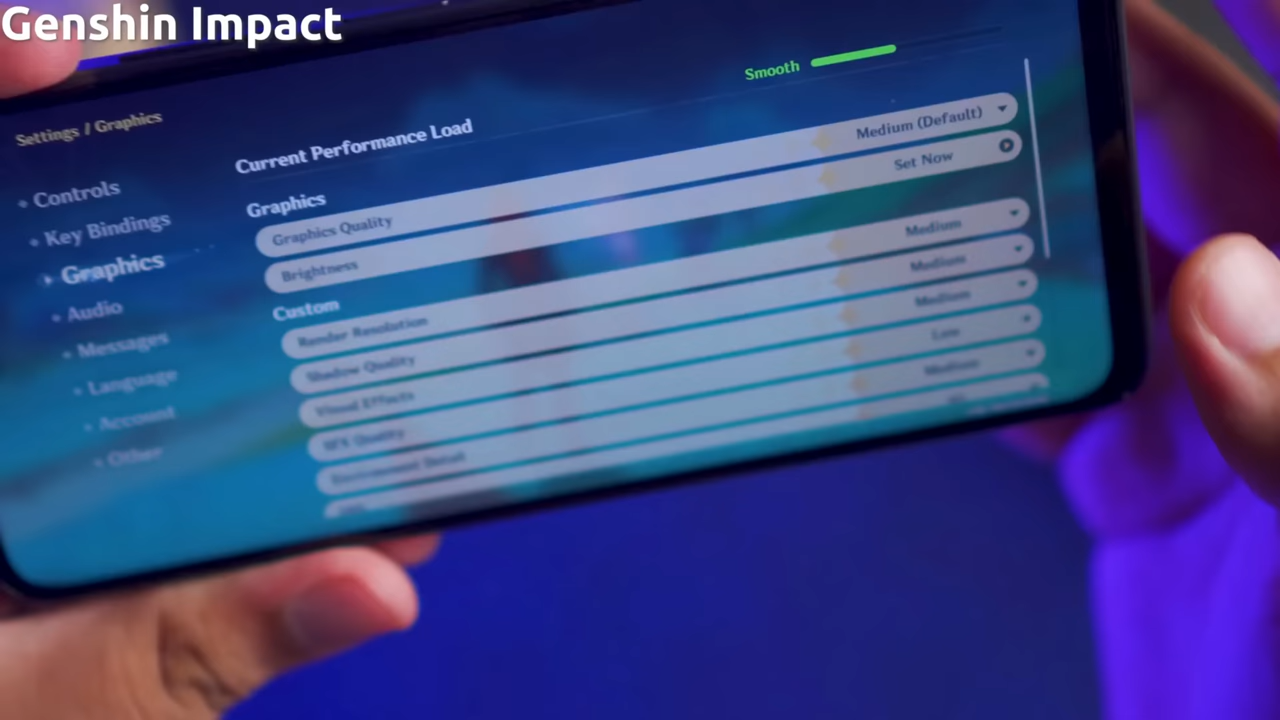 Genshin Impact
Settings / Graphics
Smooth
Current Performance Load
Controls
Key Bindings
Graphics
Audio
Messages
Language
Account
Other
Graphics
Graphics Quality Medium (Default)
Brightness Set Now
Custom
Render Resolution Medium
Shadow Quality Medium
Visual Effects Medium
SFX Quality Low
Environment Detail Medium